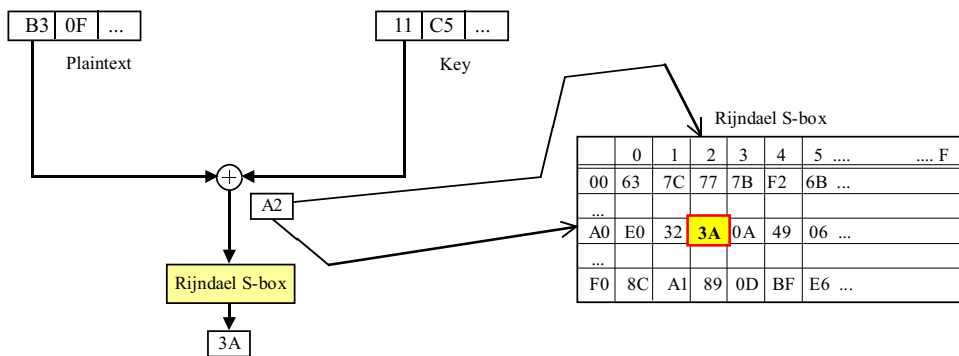 B3 0F ...
11 C5 ...
Plaintext
Key
Rijndael S-box
0 1 2 3 4 5 .... .... F
00 63 7C 77 7B F2 6B ...
...
A0 E0 32 3A 0A 49 06 ...
...
F0 8C A1 89 0D BF E6 ...
A2
Rijndael S-box
3A